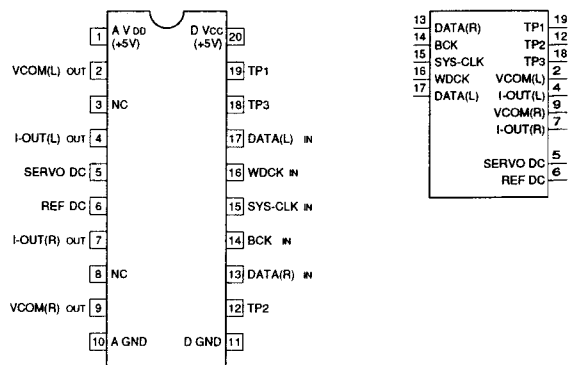 1 A VDD (+5V)
D VCC (+5V) 20
VCOM(L) OUT 2
19 TP1
3 NC
18 TP3
I-OUT(L) OUT 4
17 DATA(L) IN
SERVO DC 5
16 WDCK IN
REF DC 6
15 SYS-CLK IN
I-OUT(R) OUT 7
14 BCK IN
8 NC
13 DATA(R) IN
VCOM(R) OUT 9
12 TP2
10 A GND
D GND 11
13 DATA(R)
14 BCK
15 SYS-CLK
16 WDCK
17 DATA(L)
TP1 19
TP2 12
TP3 18
VCOM(L) 2
I-OUT(L) 4
VCOM(R) 9
I-OUT(R) 7
SERVO DC 5
REF DC 6